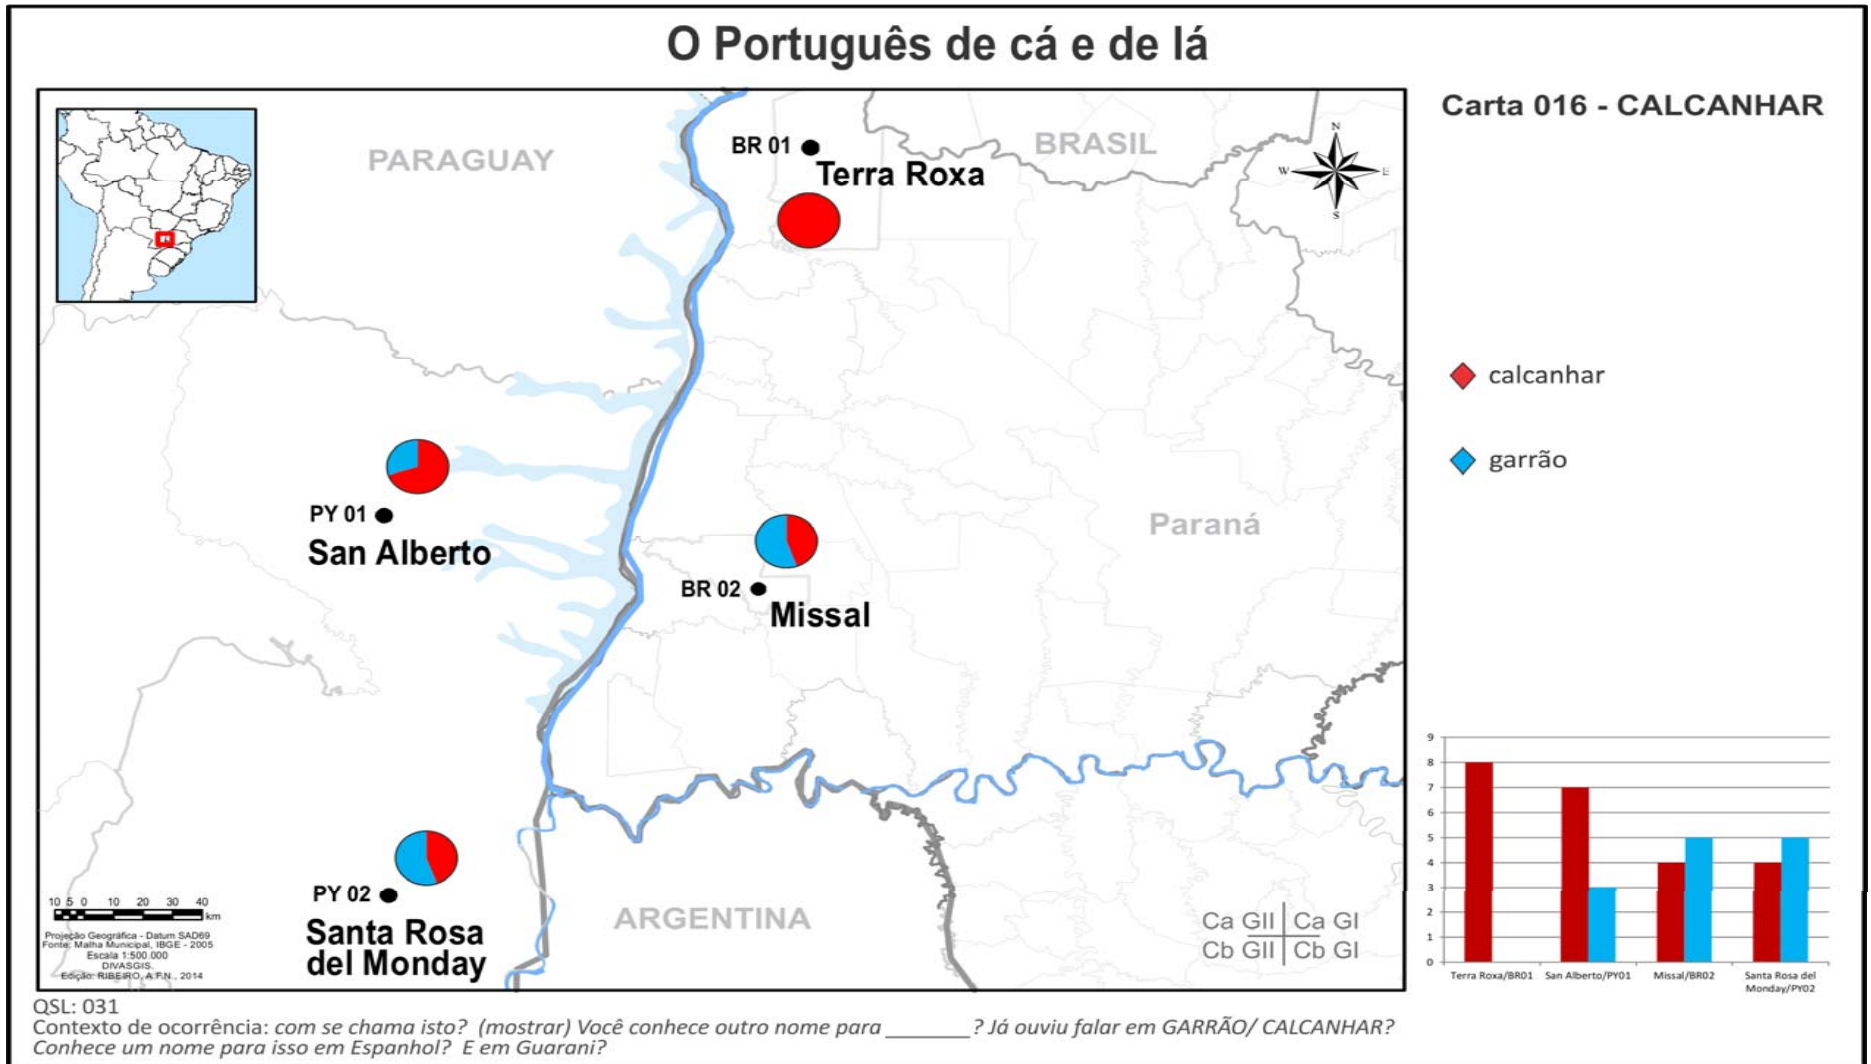 O Português de cá e de lá
Carta 016 - CALCANHAR
PARAGUAY
BR 01
Terra Roxa
BRASIL
N
W
E
S
calcanhar
garrão
PY 01
San Alberto
BR 02
Missal
Paraná
PY 02
Santa Rosa
del Monday
ARGENTINA
Ca GII Ca GI
Cb GII Cb GI
10 5 0 10 20 30 40
km
Projeção Geográfica - Datum SAD69
Fonte: Malha Municipal, IBGE - 2005
Escala 1:500.000
DIVASGIS.
Edição: RIBEIRO, A.F.N., 2014
9
8
7
6
5
4
3
2
1
0
Terra Roxa/BR01 San Alberto/PY01 Missal/BR02 Santa Rosa del
Monday/PY02
QSL: 031
Contexto de ocorrência: com se chama isto? (mostrar) Você conhece outro nome para ________? Já ouviu falar em GARRÃO/ CALCANHAR?
Conhece um nome para isso em Espanhol? E em Guarani?